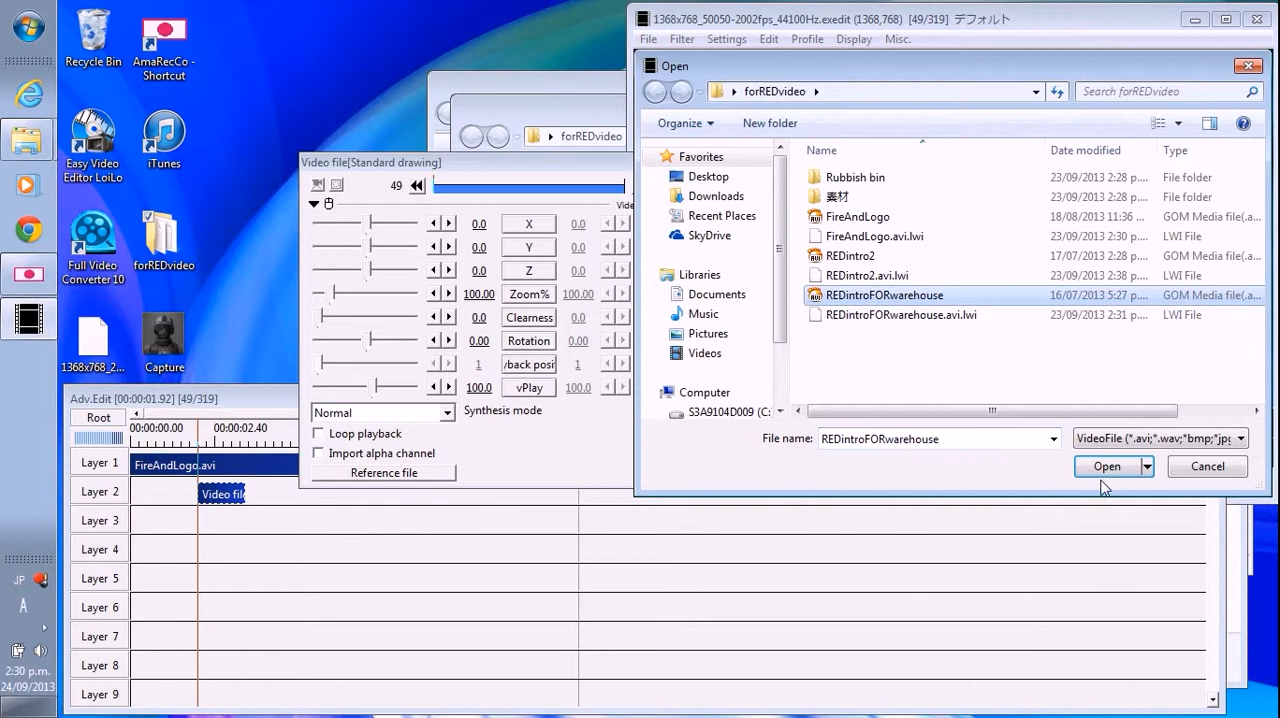 Recycle Bin
AmaRecCo -
Shortcut
Easy Video
Editor LoiLo
iTunes
Full Video
Converter 10
forREDvideo
1368x768_2...
Capture
JP
A
2:30 p.m.
24/09/2013
1368x768_50050-2002fps_44100Hz.exedit (1368,768) [49/319] デフォルト
File
Filter
Settings
Edit
Profile
Display
Misc.
Open
forREDvideo
Search forREDvideo
Organize
New folder
Favorites
Desktop
Downloads
Recent Places
SkyDrive
Libraries
Documents
Music
Pictures
Videos
Computer
S3A9104D009 (C:
Name Date modified Type
Rubbish bin 23/09/2013 2:28 p... File folder
素材 23/09/2013 2:28 p... File folder
FireAndLogo 18/08/2013 11:36 ... GOM Media file(.a...
FireAndLogo.avi.lwi 23/09/2013 2:30 p... LWI File
REDintro2 17/07/2013 2:28 p... GOM Media file(.a...
REDintro2.avi.lwi 23/09/2013 2:38 p... LWI File
REDintroFORwarehouse 16/07/2013 5:27 p... GOM Media file(.a...
REDintroFORwarehouse.avi.lwi 23/09/2013 2:31 p... LWI File
File name: REDintroFORwarehouse
VideoFile (*.avi;*.wav;*bmp;*jpg
Open
Cancel
forREDvideo
Video file[Standard drawing]
49
Vide
0.0 X 0.0
0.0 Y 0.0
0.0 Z 0.0
100.00 Zoom% 100.00
0.0 Clearness 0.0
0.00 Rotation 0.00
1 /back posit 1
100.0 vPlay 100.0
Normal
Synthesis mode
Loop playback
Import alpha channel
Reference file
Adv.Edit [00:00:01.92] [49/319]
Root
00:00:00.00 00:00:02.40
Layer 1 FireAndLogo.avi
Layer 2 Video file
Layer 3
Layer 4
Layer 5
Layer 6
Layer 7
Layer 8
Layer 9